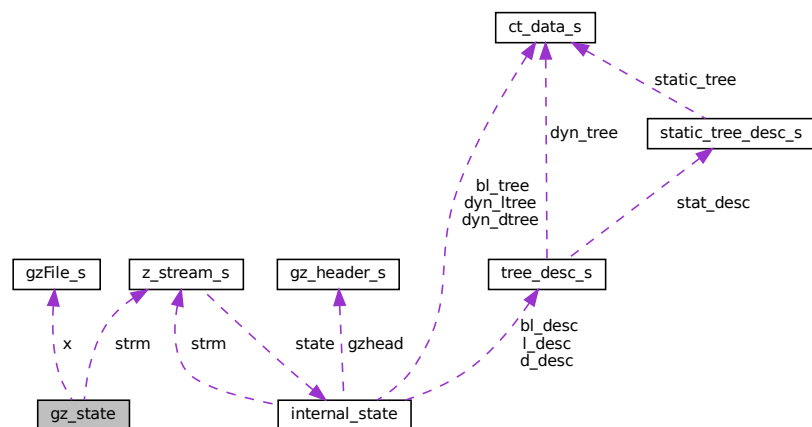 ct_data_s
static_tree
dyn_tree
static_tree_desc_s
bl_tree
dyn_ltree
dyn_dtree
stat_desc
gzFile_s
z_stream_s
gz_header_s
tree_desc_s
x
strm
strm
state
gzhead
bl_desc
l_desc
d_desc
gz_state
internal_state